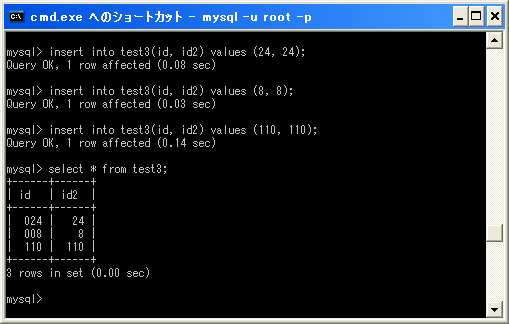 cmd.exe へのショートカット - mysql -u root -p
mysql> insert into test3(id, id2) values (24, 24);
Query OK, 1 row affected (0.08 sec)
mysql> insert into test3(id, id2) values (8, 8);
Query OK, 1 row affected (0.03 sec)
mysql> insert into test3(id, id2) values (110, 110);
Query OK, 1 row affected (0.14 sec)
mysql> select * from test3;
+------+------+
| id   | id2  |
+------+------+
|  024 |   24 |
|  008 |    8 |
|  110 |  110 |
+------+------+
3 rows in set (0.00 sec)
mysql>